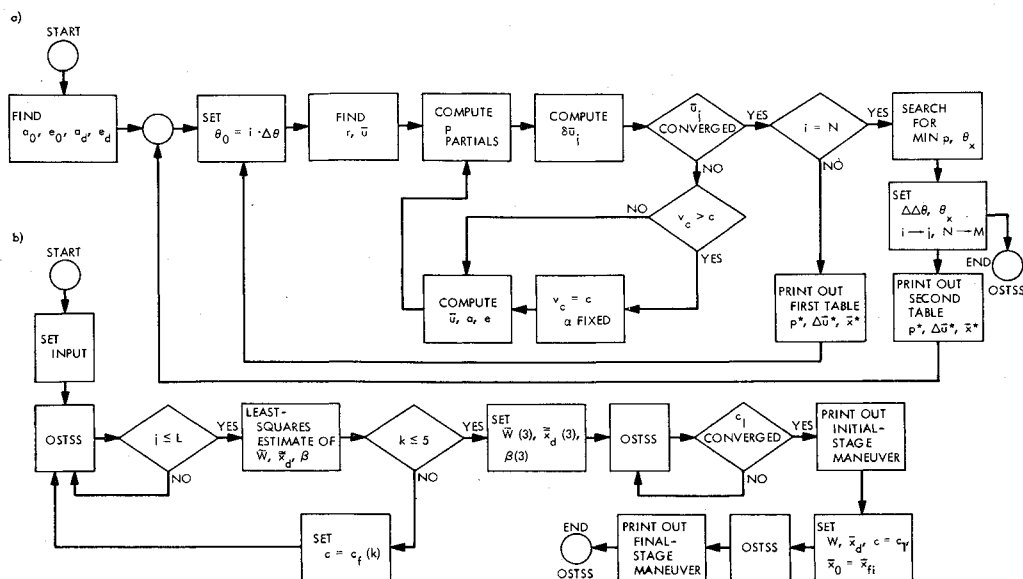 a)
START
FIND
a₀, e₀, a_d, e_d
SET
θ₀ = i · Δθ
FIND
r, ū
COMPUTE
P
PARTIALS
COMPUTE
δū_i
ū_i
CONVERGED
YES
NO
i = N
YES
NO
SEARCH
FOR
MIN p, θ_x
v_c > c
NO
YES
SET
ΔΔθ, θ_x
i → j, N → M
END
OSTSS
COMPUTE
ū, a, e
v_c = c
α FIXED
PRINT OUT
FIRST TABLE
p*, Δū*, x̄*
PRINT OUT
SECOND
TABLE
p*, Δū*, x̄*
b)
START
SET
INPUT
OSTSS
j ≤ L
YES
NO
LEAST-
SQUARES
ESTIMATE OF
W̃, x̃_d, β
k ≤ 5
YES
NO
SET
W̃ (3), x̃_d (3),
β(3)
OSTSS
c_l
CONVERGED
YES
NO
PRINT OUT
INITIAL-
STAGE
MANEUVER
SET
c = c_f (k)
END
OSTSS
PRINT OUT
FINAL-
STAGE
MANEUVER
OSTSS
SET
W, x̄_d, c = c_γ
x̄₀ = x̄_fi